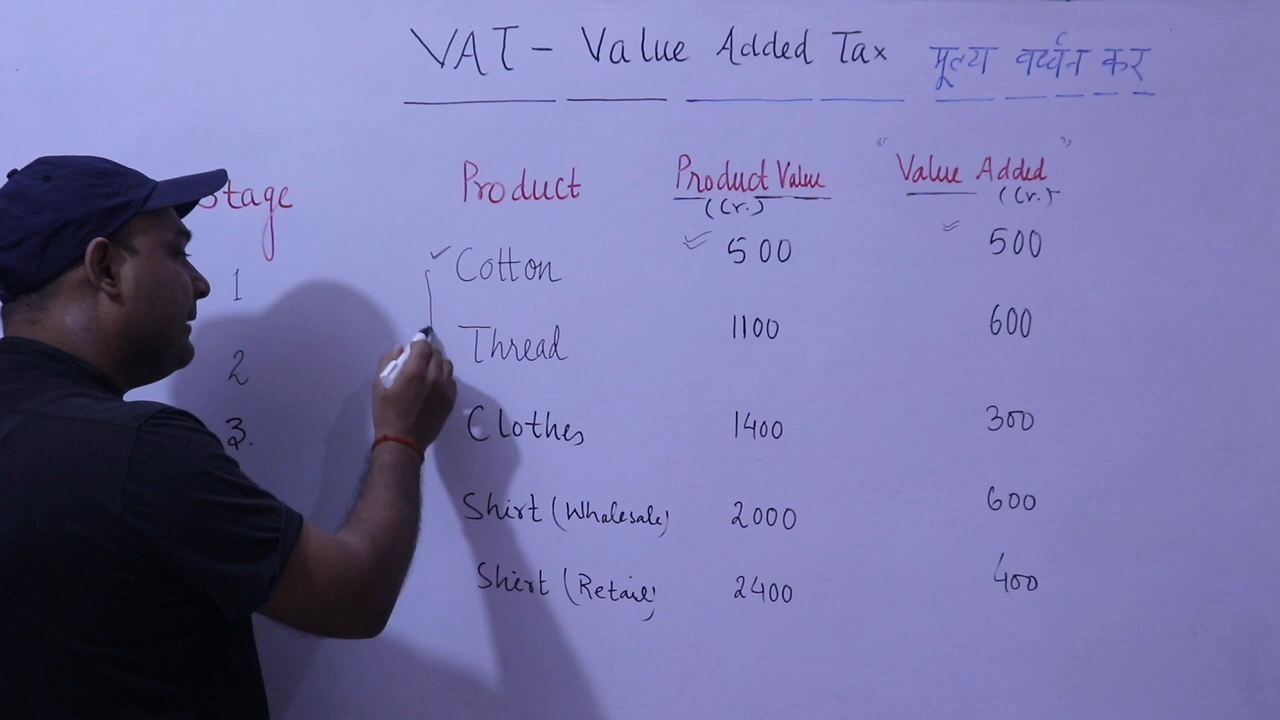 VAT - Value Added Tax मूल्य वर्ध्धन कर
Stage Product Product Value (Cr.) "Value Added" (Cr.)
1 Cotton 500 500
2 Thread 1100 600
3. Clothes 1400 300
Shirt (Wholesale) 2000 600
Shirt (Retail) 2400 400